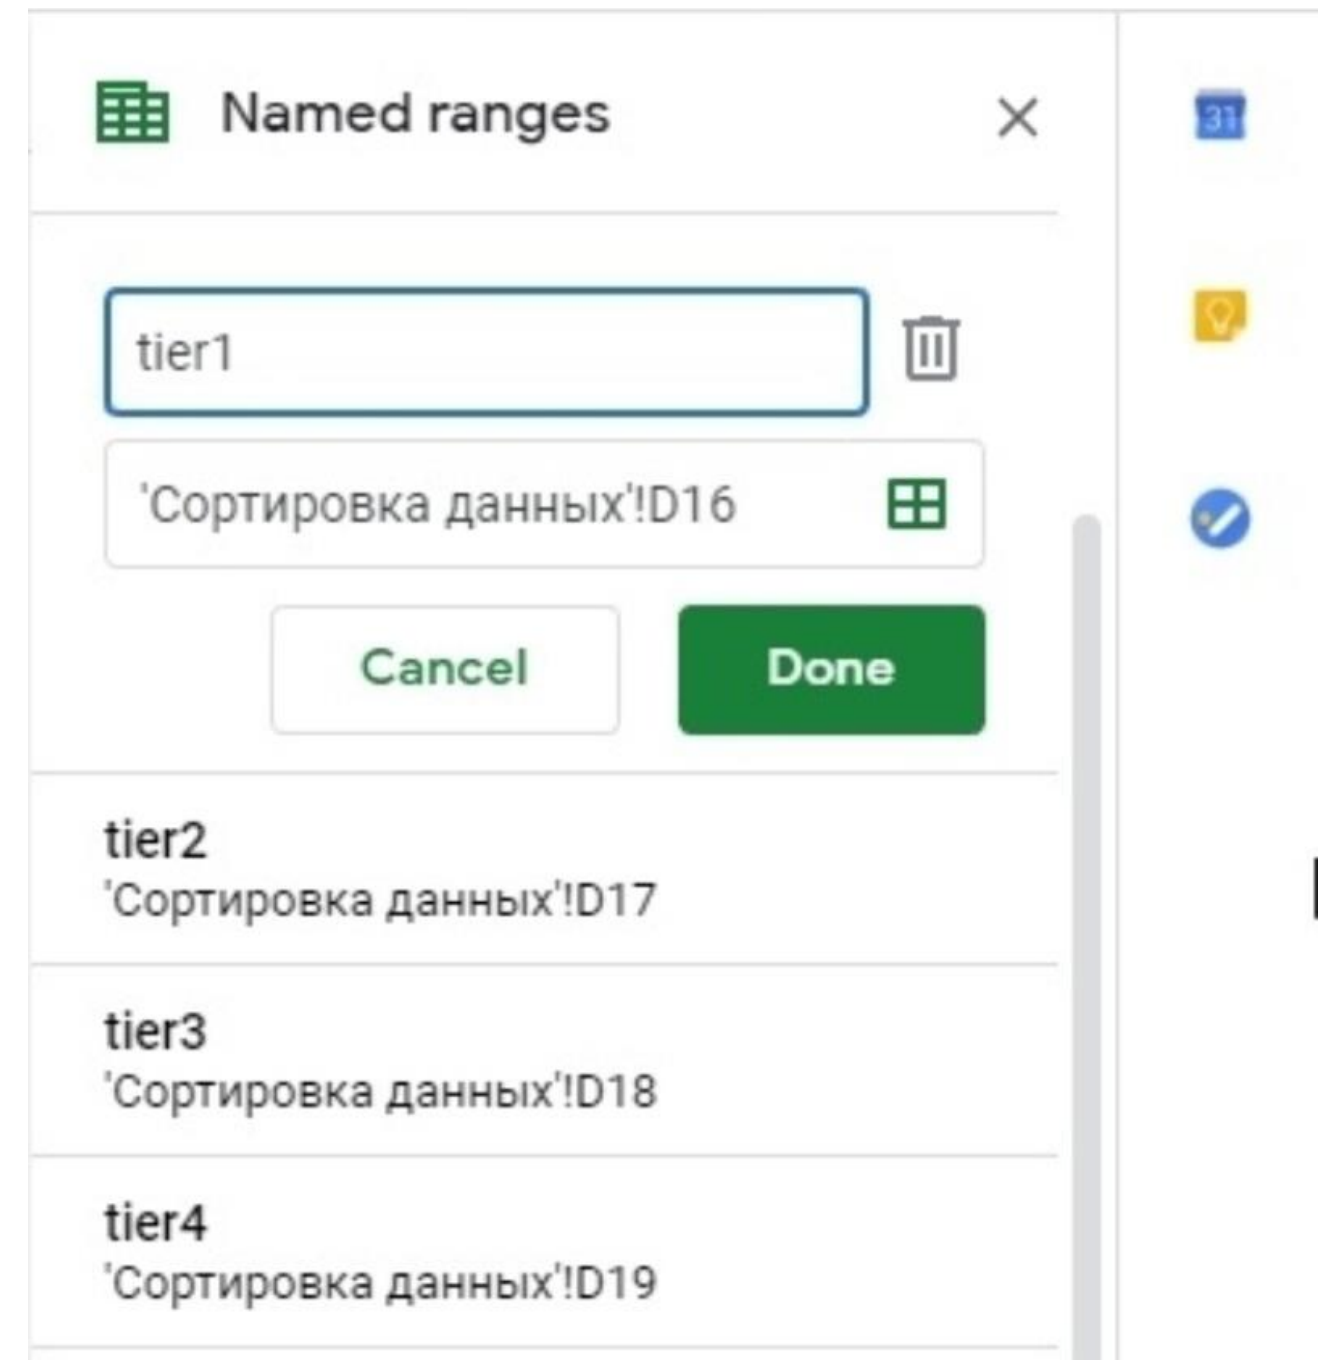 Named ranges
31
tier1
'Сортировка данных'!D16
Cancel
Done
tier2
'Сортировка данных'!D17
tier3
'Сортировка данных'!D18
tier4
'Сортировка данных'!D19